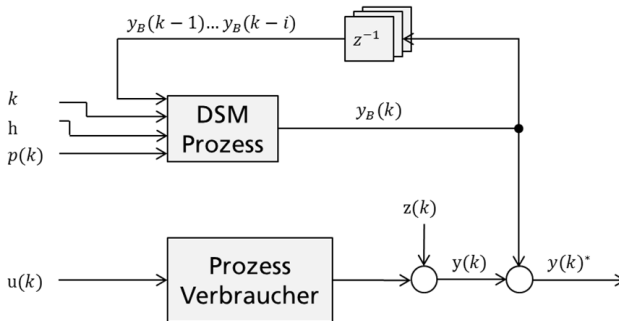 y_B(k−1)… y_B(k−i)
z⁻¹
k
h
p(k)
DSM
Prozess
y_B(k)
z(k)
u(k)
Prozess
Verbraucher
y(k)
y(k)*